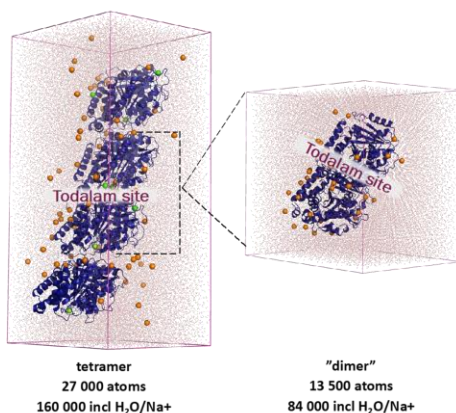 Todalam site
Todalam site
tetramer
27 000 atoms
160 000 incl H₂O/Na+
"dimer"
13 500 atoms
84 000 incl H₂O/Na+